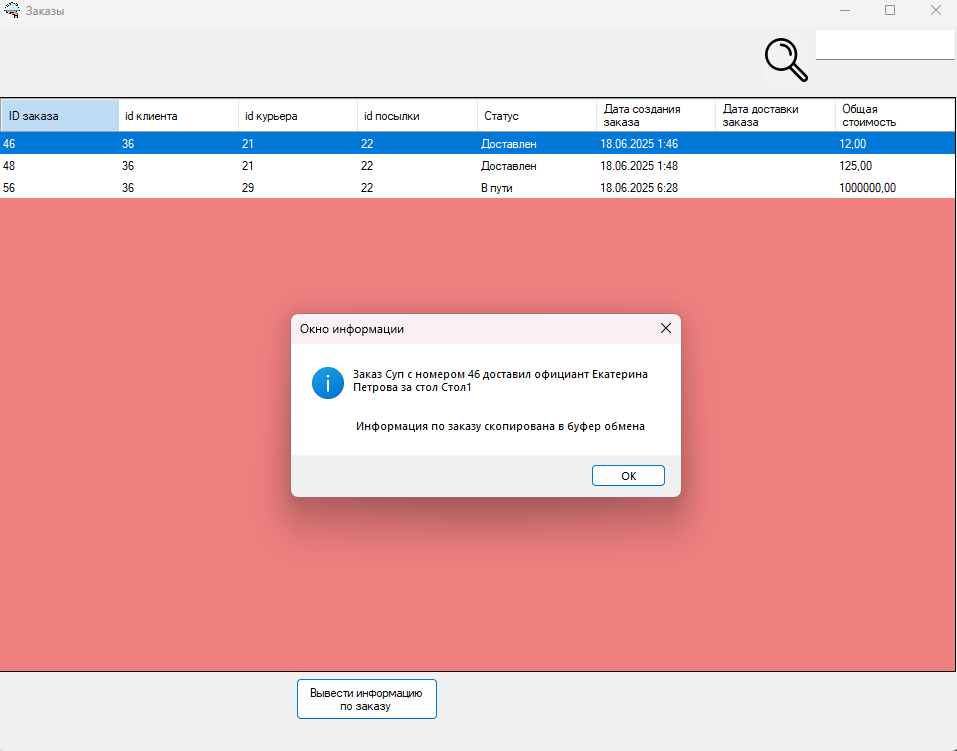 Заказы
ID заказа id клиента id курьера id посылки Статус Дата создания заказа Дата доставки заказа Общая стоимость
46 36 21 22 Доставлен 18.06.2025 1:46 12,00
48 36 21 22 Доставлен 18.06.2025 1:48 125,00
56 36 29 22 В пути 18.06.2025 6:28 1000000,00
Окно информации
Заказ Суп с номером 46 доставил официант Екатерина
Петрова за стол Стол1
Информация по заказу скопирована в буфер обмена
OK
Вывести информацию
по заказу